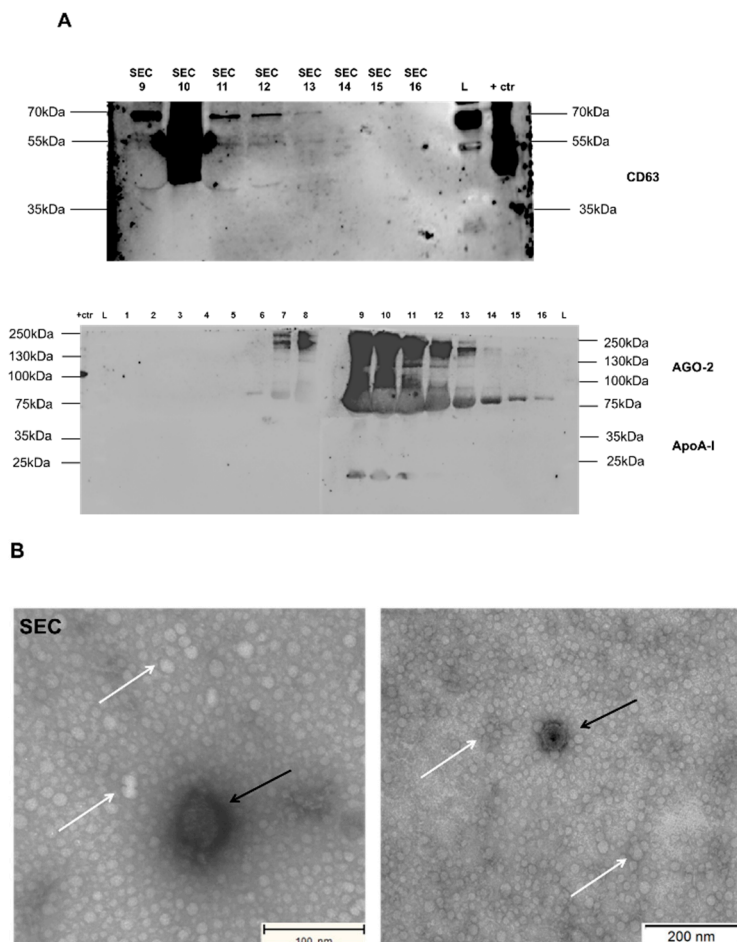 A
SEC SEC SEC SEC SEC SEC SEC SEC
9 10 11 12 13 14 15 16 L + ctr
70kDa 70kDa
55kDa 55kDa
CD63
35kDa 35kDa
+ctr L 1 2 3 4 5 6 7 8 9 10 11 12 13 14 15 16 L
250kDa 250kDa
130kDa 130kDa
AGO-2
100kDa 100kDa
75kDa 75kDa
35kDa 35kDa
ApoA-I
25kDa 25kDa
B
SEC
100 nm
200 nm